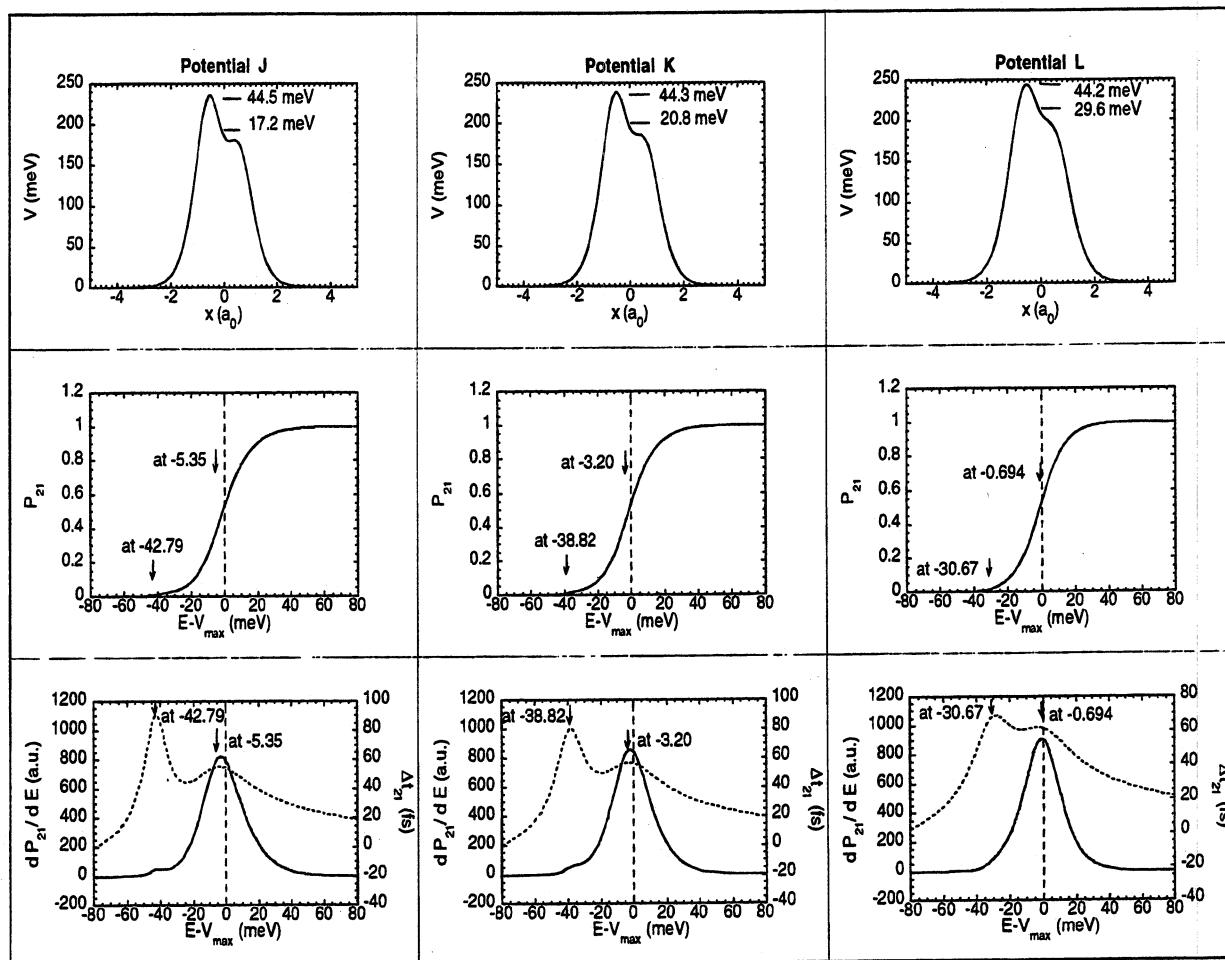 Potential J
250
200
150
100
50
0
44.5 meV
17.2 meV
V (meV)
-4 -2 0 2 4
x (a0)
Potential K
250
200
150
100
50
0
44.3 meV
20.8 meV
V (meV)
-4 -2 0 2 4
x (a0)
Potential L
250
200
150
100
50
0
44.2 meV
29.6 meV
V (meV)
-4 -2 0 2 4
x (a0)
1.2
1
0.8
0.6
0.4
0.2
0
P21
at -5.35
at -42.79
-80 -60 -40 -20 0 20 40 60 80
E-Vmax (meV)
1.2
1
0.8
0.6
0.4
0.2
0
P21
at -3.20
at -38.82
-80 -60 -40 -20 0 20 40 60 80
E-Vmax (meV)
1.2
1
0.8
0.6
0.4
0.2
0
P21
at -0.694
at -30.67
-80 -60 -40 -20 0 20 40 60 80
E-Vmax (meV)
1200
1000
800
600
400
200
0
-200
d P21 / d E (a.u.)
at -42.79
at -5.35
100
80
60
40
20
0
-20
-40
Δt21 (fs)
-80 -60 -40 -20 0 20 40 60 80
E-Vmax (meV)
1200
1000
800
600
400
200
0
-200
d P21 / d E (a.u.)
at -38.82
at -3.20
100
80
60
40
20
0
-20
-40
Δt21 (fs)
-80 -60 -40 -20 0 20 40 60 80
E-Vmax (meV)
1200
1000
800
600
400
200
0
-200
d P21 / d E (a.u.)
at -30.67
at -0.694
80
60
40
20
0
-20
-40
Δt21 (fs)
-80 -60 -40 -20 0 20 40 60 80
E-Vmax (meV)